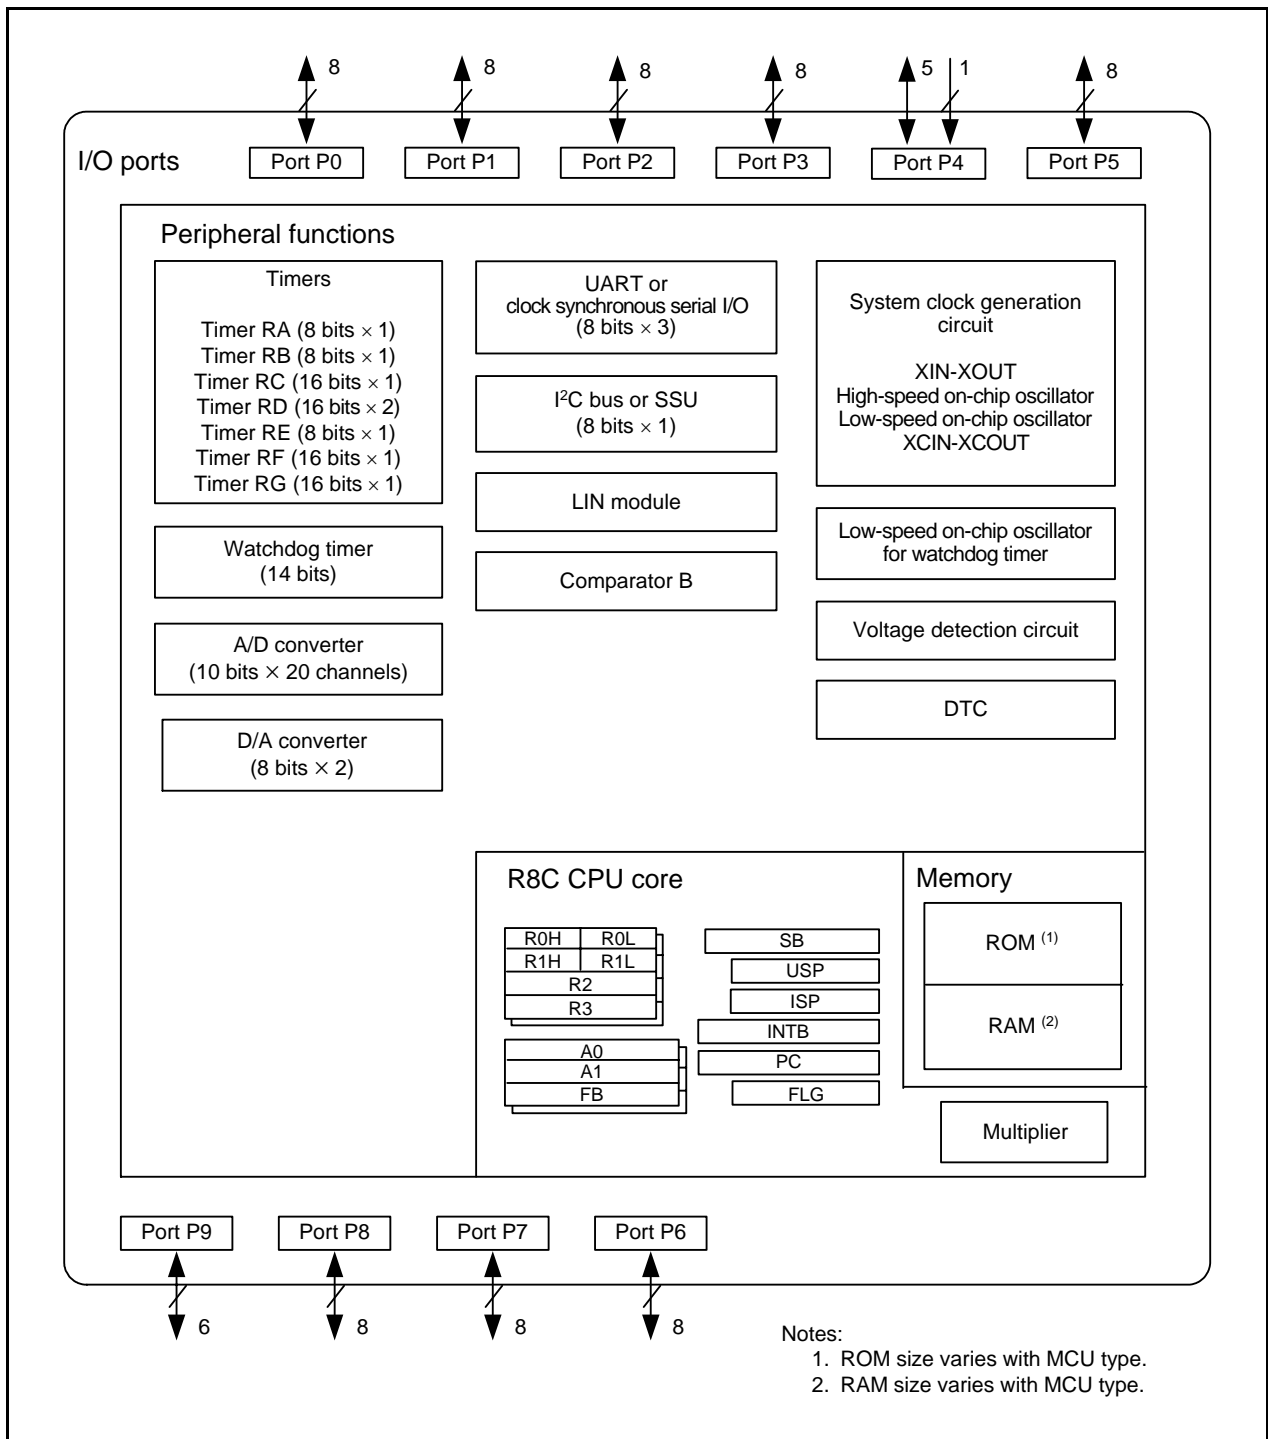 8 8 8 8 5 1 8
I/O ports
Port P0 Port P1 Port P2 Port P3 Port P4 Port P5
Peripheral functions
Timers
Timer RA (8 bits × 1)
Timer RB (8 bits × 1)
Timer RC (16 bits × 1)
Timer RD (16 bits × 2)
Timer RE (8 bits × 1)
Timer RF (16 bits × 1)
Timer RG (16 bits × 1)
Watchdog timer
(14 bits)
A/D converter
(10 bits × 20 channels)
D/A converter
(8 bits × 2)
UART or
clock synchronous serial I/O
(8 bits × 3)
I²C bus or SSU
(8 bits × 1)
LIN module
Comparator B
System clock generation
circuit
XIN-XOUT
High-speed on-chip oscillator
Low-speed on-chip oscillator
XCIN-XCOUT
Low-speed on-chip oscillator
for watchdog timer
Voltage detection circuit
DTC
R8C CPU core
R0H R0L
R1H R1L
R2
R3
A0
A1
FB
SB
USP
ISP
INTB
PC
FLG
Memory
ROM (1)
RAM (2)
Multiplier
Port P9 Port P8 Port P7 Port P6
6 8 8 8
Notes:
1. ROM size varies with MCU type.
2. RAM size varies with MCU type.